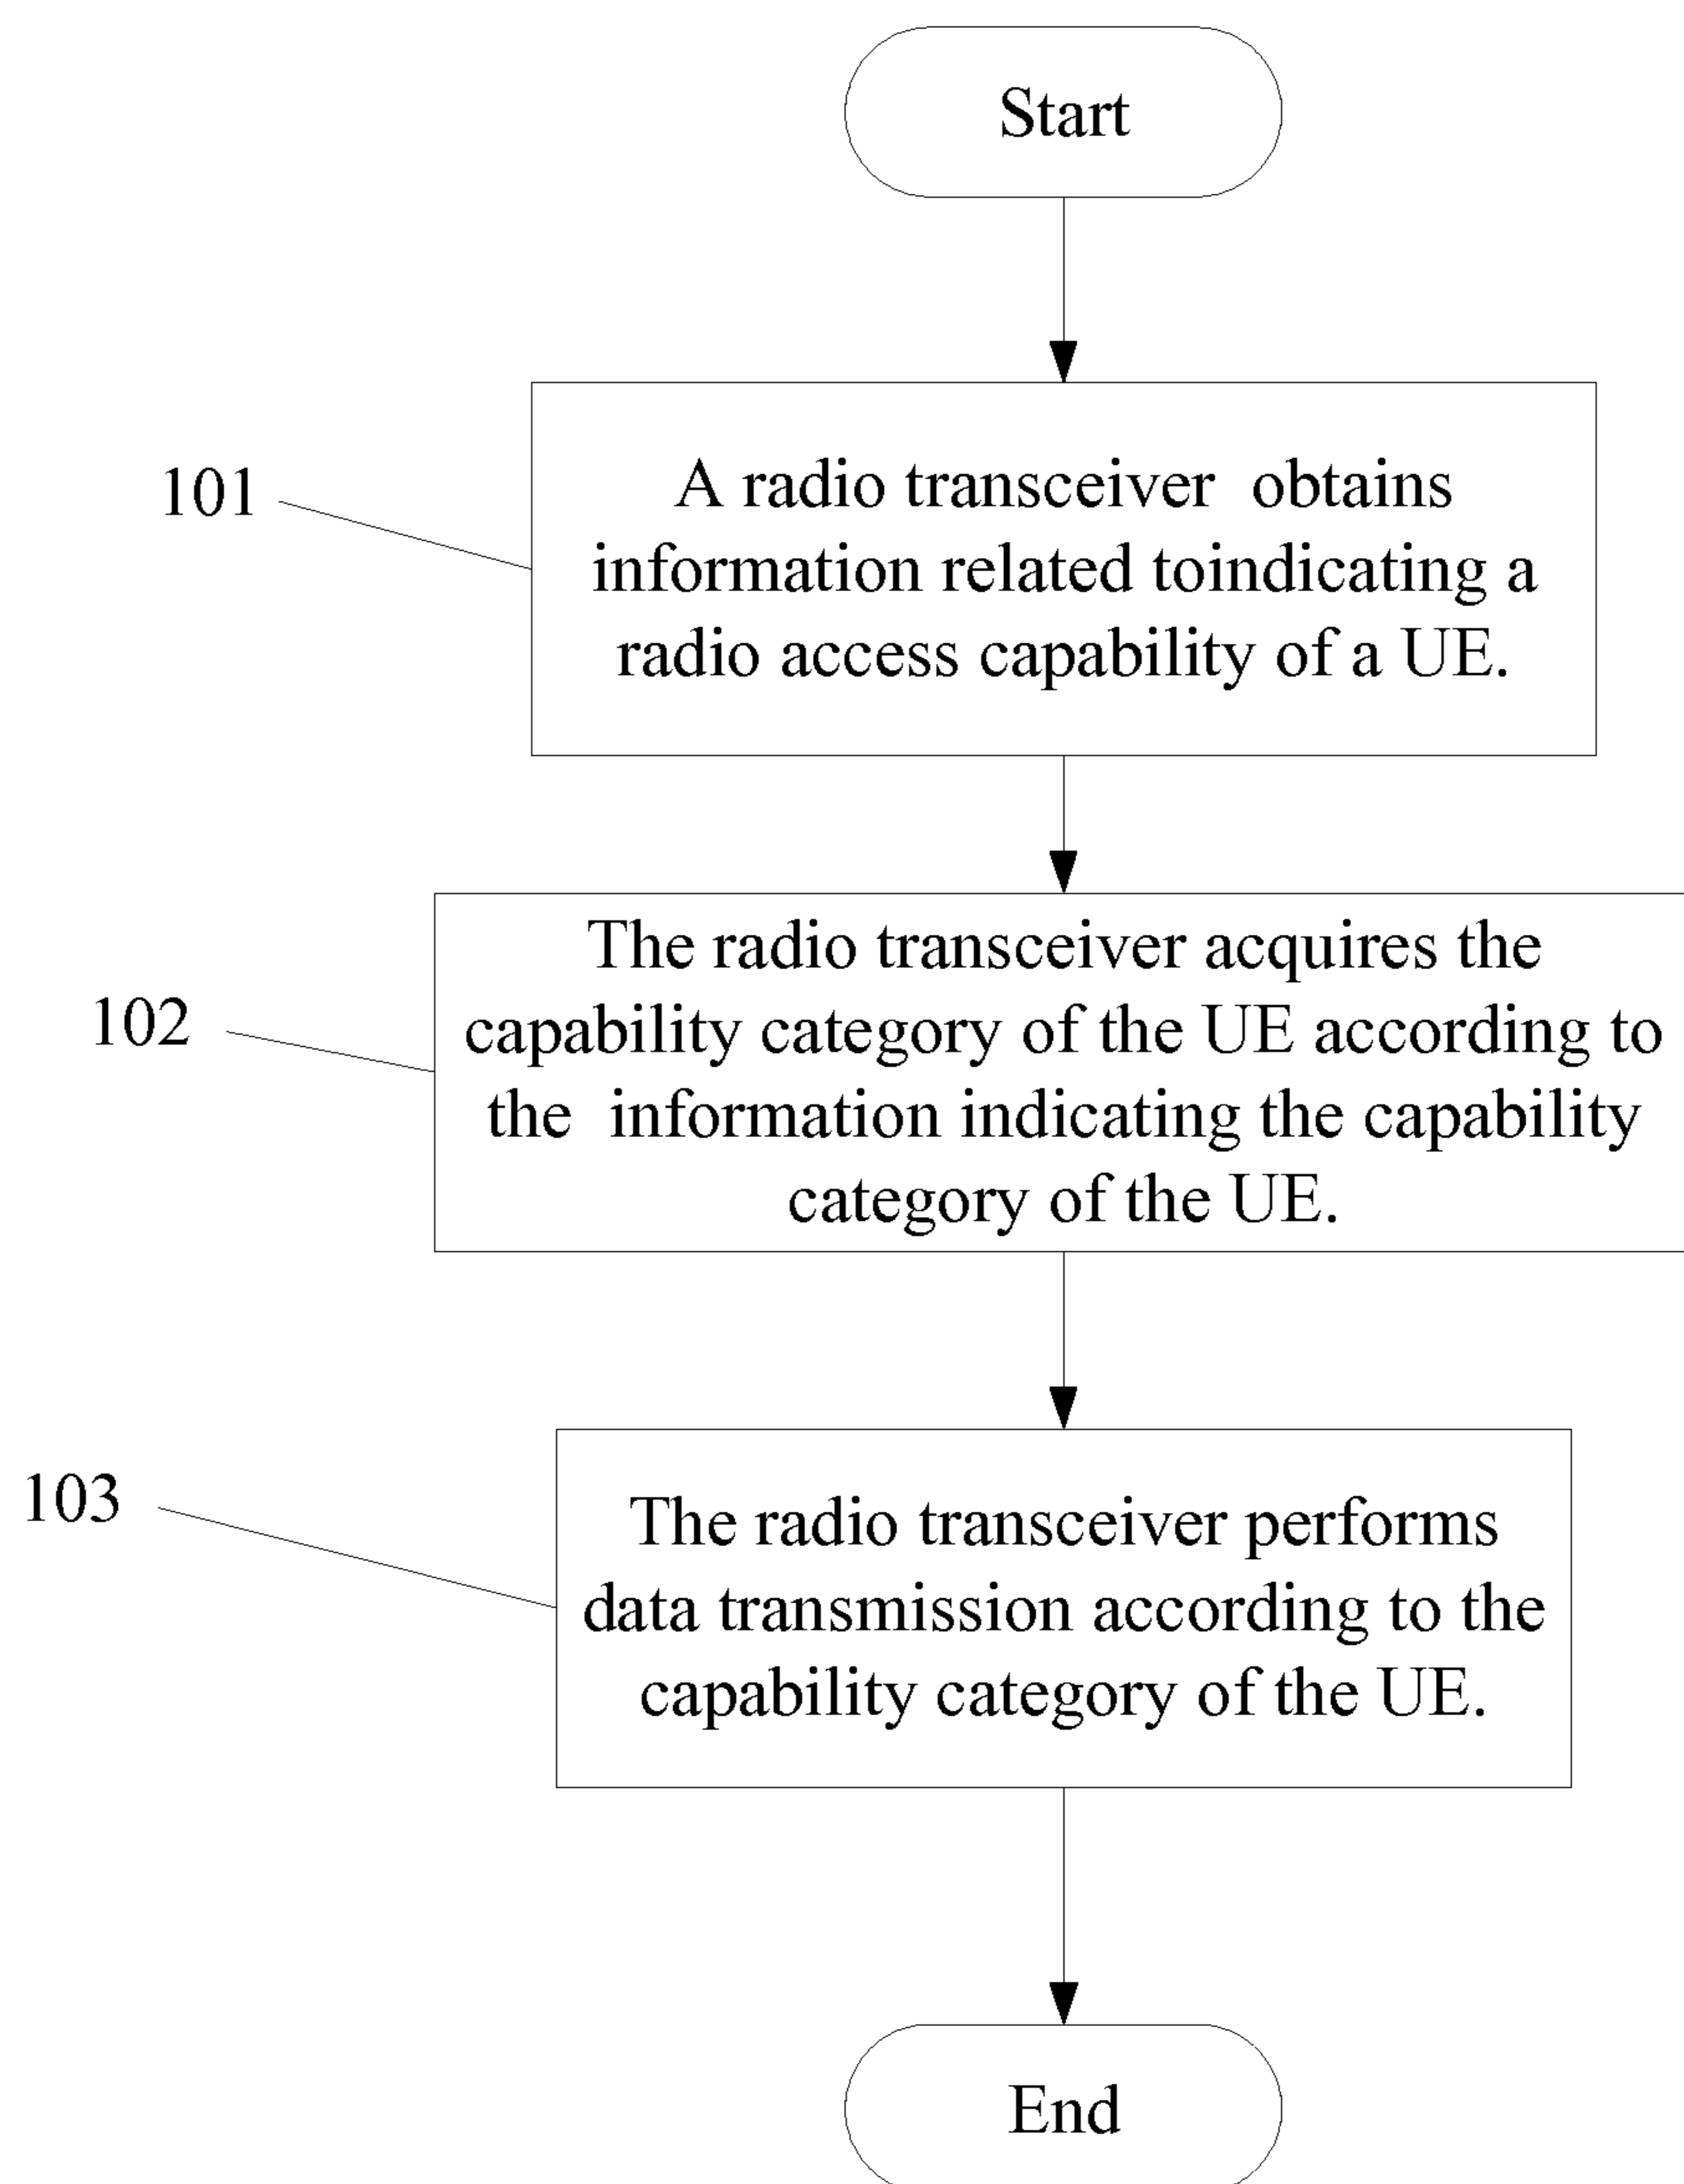 Start
101
A radio transceiver  obtains
information related toindicating a
radio access capability of a UE.
102
The radio transceiver acquires the
capability category of the UE according to
the  information indicating the capability
category of the UE.
103
The radio transceiver performs
data transmission according to the
capability category of the UE.
End